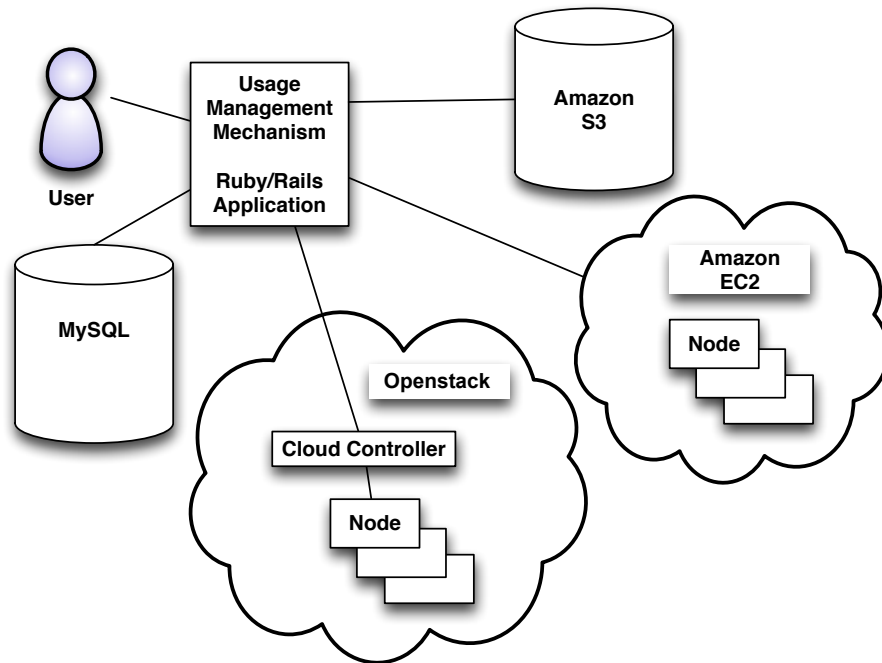 Usage
Management
Mechanism
Ruby/Rails
Application
Amazon
S3
User
MySQL
Amazon
EC2
Node
Openstack
Cloud Controller
Node